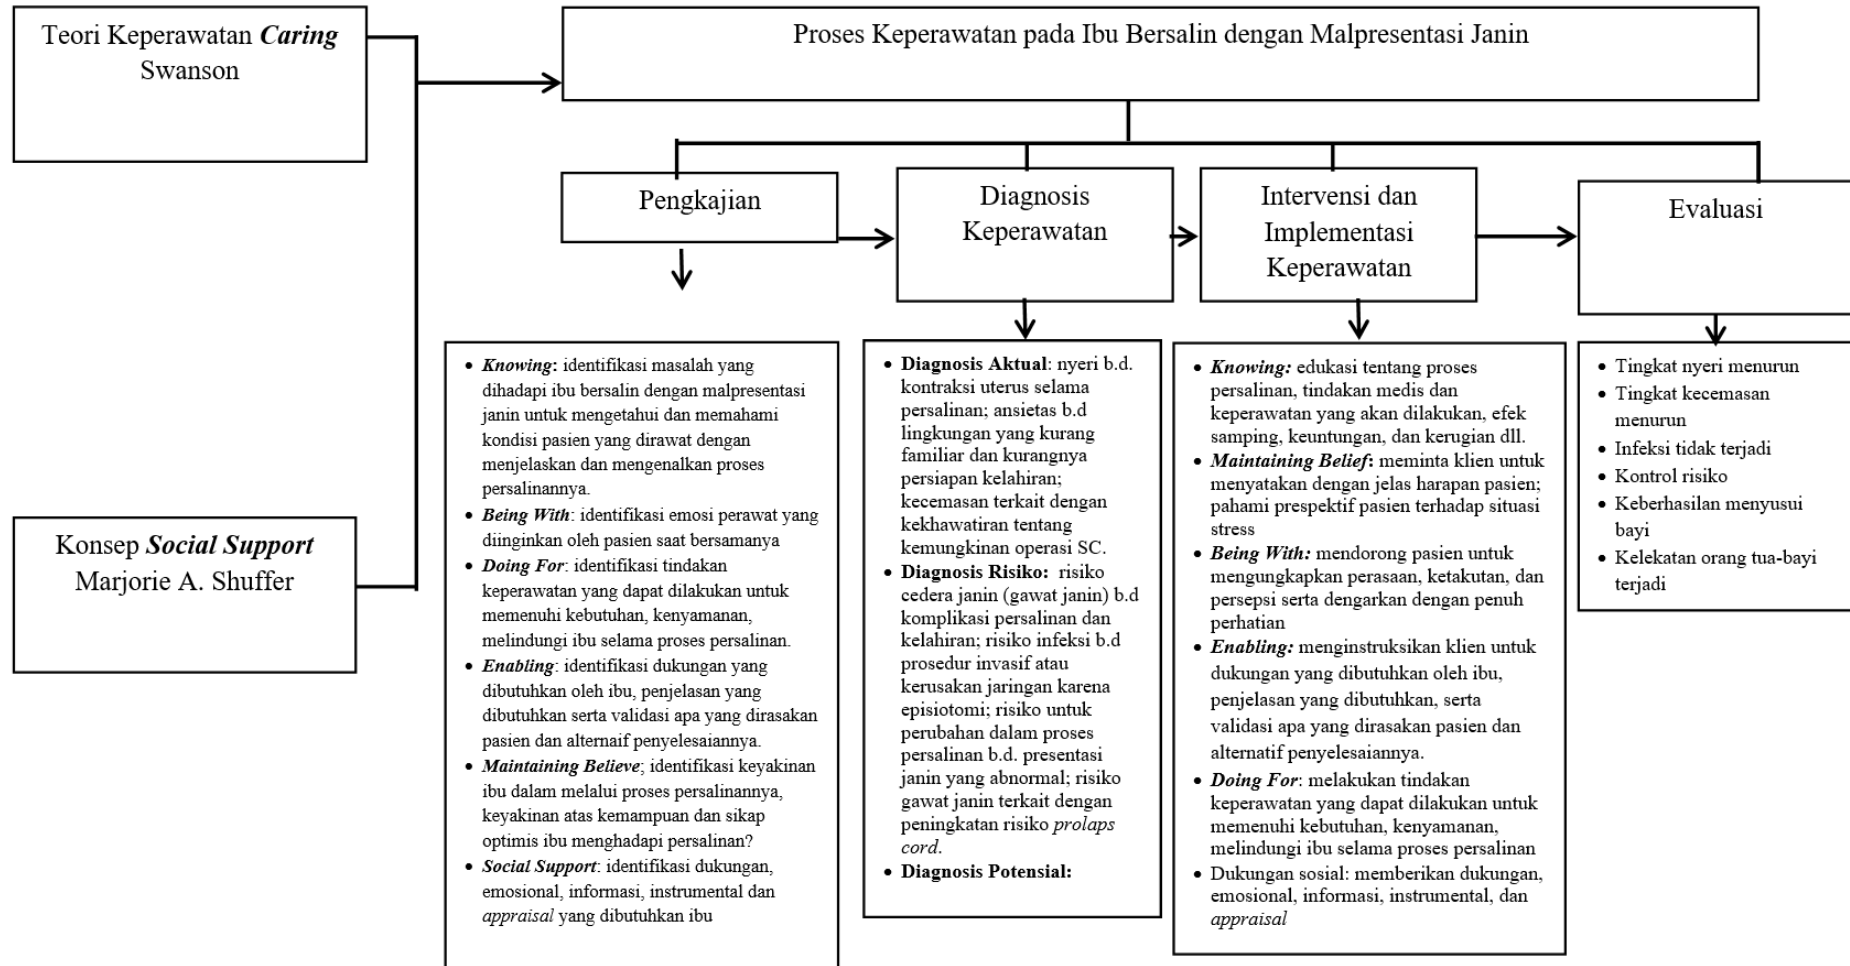 Teori Keperawatan Caring
Swanson
Proses Keperawatan pada Ibu Bersalin dengan Malpresentasi Janin
Pengkajian
Diagnosis
Keperawatan
Intervensi dan
Implementasi
Keperawatan
Evaluasi
Konsep Social Support
Marjorie A. Shuffer
• Knowing: identifikasi masalah yang
dihadapi ibu bersalin dengan malpresentasi
janin untuk mengetahui dan memahami
kondisi pasien yang dirawat dengan
menjelaskan dan mengenalkan proses
persalinannya.
• Being With: identifikasi emosi perawat yang
diinginkan oleh pasien saat bersamanya
• Doing For: identifikasi tindakan
keperawatan yang dapat dilakukan untuk
memenuhi kebutuhan, kenyamanan,
melindungi ibu selama proses persalinan.
• Enabling: identifikasi dukungan yang
dibutuhkan oleh ibu, penjelasan yang
dibutuhkan serta validasi apa yang dirasakan
pasien dan alternaif penyelesaiannya.
• Maintaining Believe; identifikasi keyakinan
ibu dalam melalui proses persalinannya,
keyakinan atas kemampuan dan sikap
optimis ibu menghadapi persalinan?
• Social Support: identifikasi dukungan,
emosional, informasi, instrumental dan
appraisal yang dibutuhkan ibu
• Diagnosis Aktual: nyeri b.d.
kontraksi uterus selama
persalinan; ansietas b.d
lingkungan yang kurang
familiar dan kurangnya
persiapan kelahiran;
kecemasan terkait dengan
kekhawatiran tentang
kemungkinan operasi SC.
• Diagnosis Risiko: risiko
cedera janin (gawat janin) b.d
komplikasi persalinan dan
kelahiran; risiko infeksi b.d
prosedur invasif atau
kerusakan jaringan karena
episiotomi; risiko untuk
perubahan dalam proses
persalinan b.d. presentasi
janin yang abnormal; risiko
gawat janin terkait dengan
peningkatan risiko prolaps
cord.
• Diagnosis Potensial:
• Knowing: edukasi tentang proses
persalinan, tindakan medis dan
keperawatan yang akan dilakukan, efek
samping, keuntungan, dan kerugian dll.
• Maintaining Belief: meminta klien untuk
menyatakan dengan jelas harapan pasien;
pahami prespektif pasien terhadap situasi
stress
• Being With: mendorong pasien untuk
mengungkapkan perasaan, ketakutan, dan
persepsi serta dengarkan dengan penuh
perhatian
• Enabling: menginstruksikan klien untuk
dukungan yang dibutuhkan oleh ibu,
penjelasan yang dibutuhkan, serta
validasi apa yang dirasakan pasien dan
alternatif penyelesaiannya.
• Doing For: melakukan tindakan
keperawatan yang dapat dilakukan untuk
memenuhi kebutuhan, kenyamanan,
melindungi ibu selama proses persalinan
• Dukungan sosial: memberikan dukungan,
emosional, informasi, instrumental, dan
appraisal
• Tingkat nyeri menurun
• Tingkat kecemasan
menurun
• Infeksi tidak terjadi
• Kontrol risiko
• Keberhasilan menyusui
bayi
• Kelekatan orang tua-bayi
terjadi